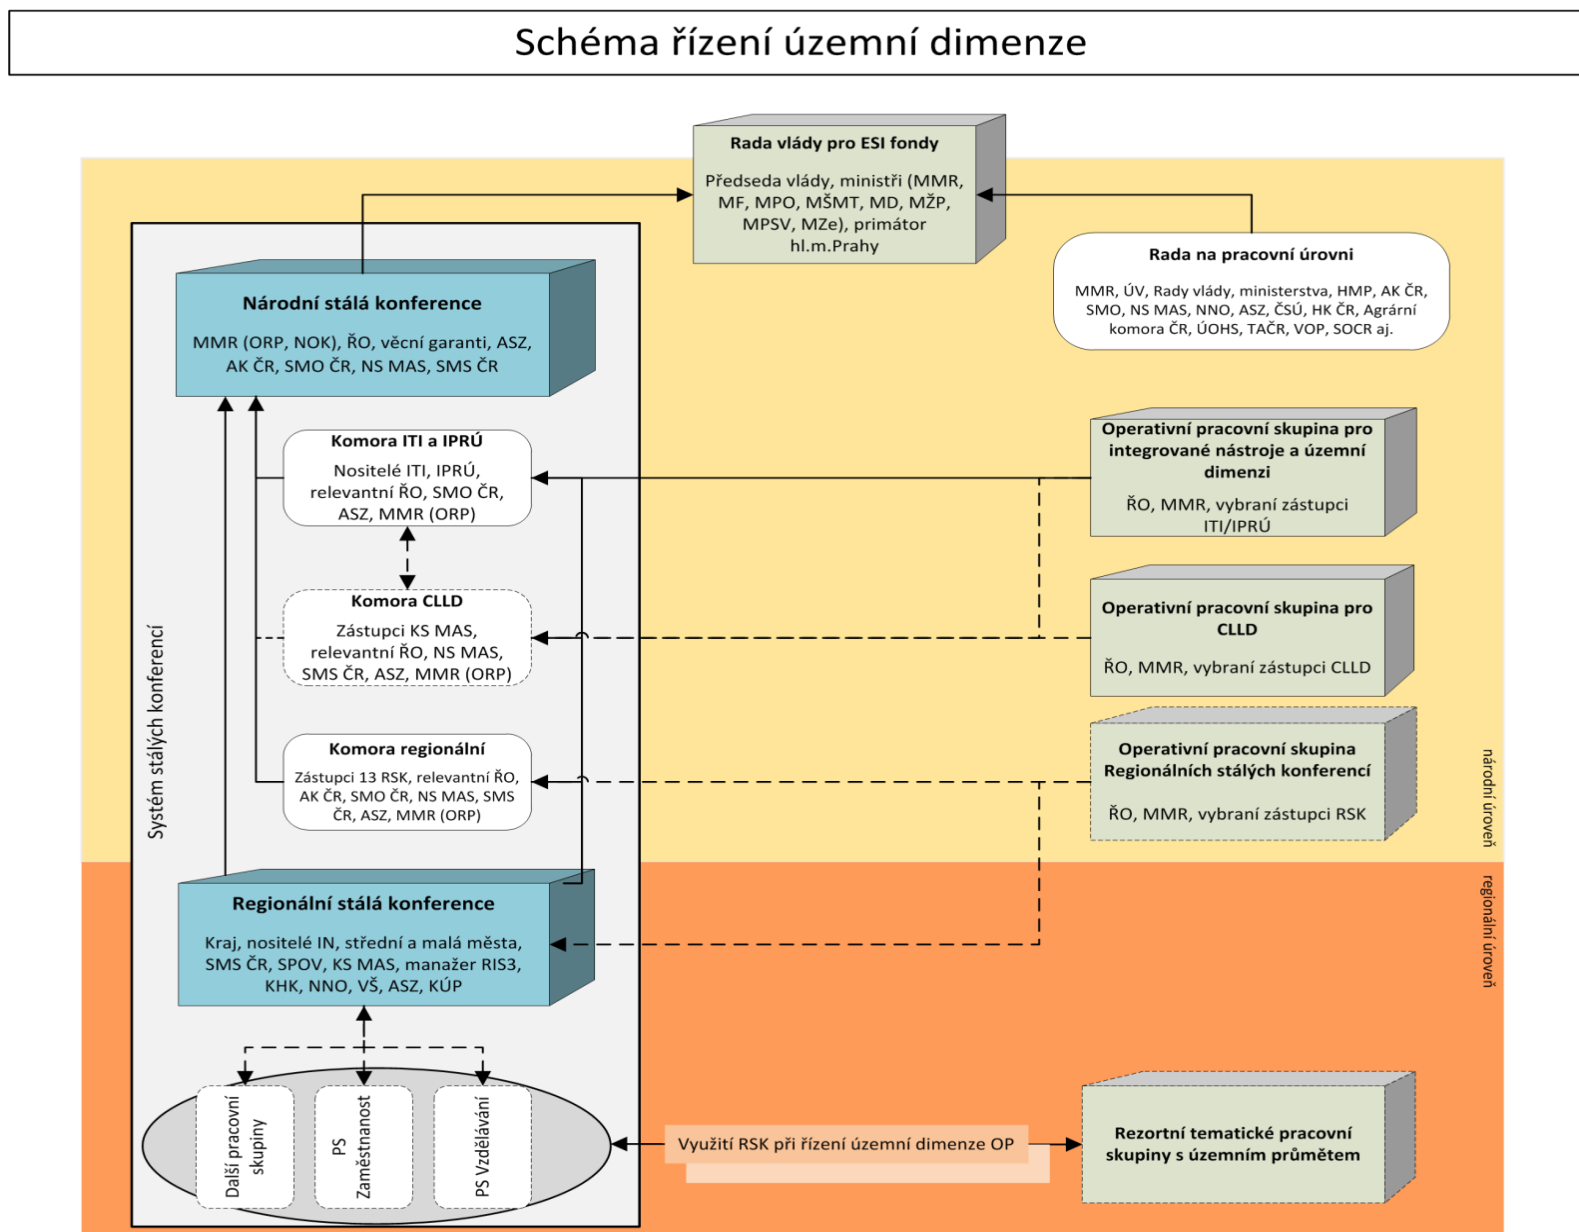 Schéma řízení územní dimenze
Rada vlády pro ESI fondy
Předseda vlády, ministři (MMR,
MF, MPO, MŠMT, MD, MŽP,
MPSV, MZe), primátor
hl.m.Prahy
Rada na pracovní úrovni
MMR, ÚV, Rady vlády, ministerstva, HMP, AK ČR,
SMO, NS MAS, NNO, ASZ, ČSÚ, HK ČR, Agrární
komora ČR, ÚOHS, TAČR, VOP, SOCR aj.
Národní stálá konference
MMR (ORP, NOK), ŘO, věcní garanti, ASZ,
AK ČR, SMO ČR, NS MAS, SMS ČR
Komora ITI a IPRÚ
Nositelé ITI, IPRÚ,
relevantní ŘO, SMO ČR,
ASZ, MMR (ORP)
Operativní pracovní skupina pro
integrované nástroje a územní
dimenzi
ŘO, MMR, vybraní zástupci
ITI/IPRÚ
Komora CLLD
Zástupci KS MAS,
relevantní ŘO, NS MAS,
SMS ČR, ASZ, MMR (ORP)
Operativní pracovní skupina pro
CLLD
ŘO, MMR, vybraní zástupci CLLD
Systém stálých konferencí
Komora regionální
Zástupci 13 RSK, relevantní ŘO,
AK ČR, SMO ČR, NS MAS, SMS
ČR, ASZ, MMR (ORP)
Operativní pracovní skupina
Regionálních stálých konferencí
ŘO, MMR, vybraní zástupci RSK
národní úroveň
regionální úroveň
Regionální stálá konference
Kraj, nositelé IN, střední a malá města,
SMS ČR, SPOV, KS MAS, manažer RIS3,
KHK, NNO, VŠ, ASZ, KÚP
Další pracovní
skupiny
PS
Zaměstnanost
PS Vzdělávání
Využití RSK při řízení územní dimenze OP
Rezortní tematické pracovní
skupiny s územním průmětem